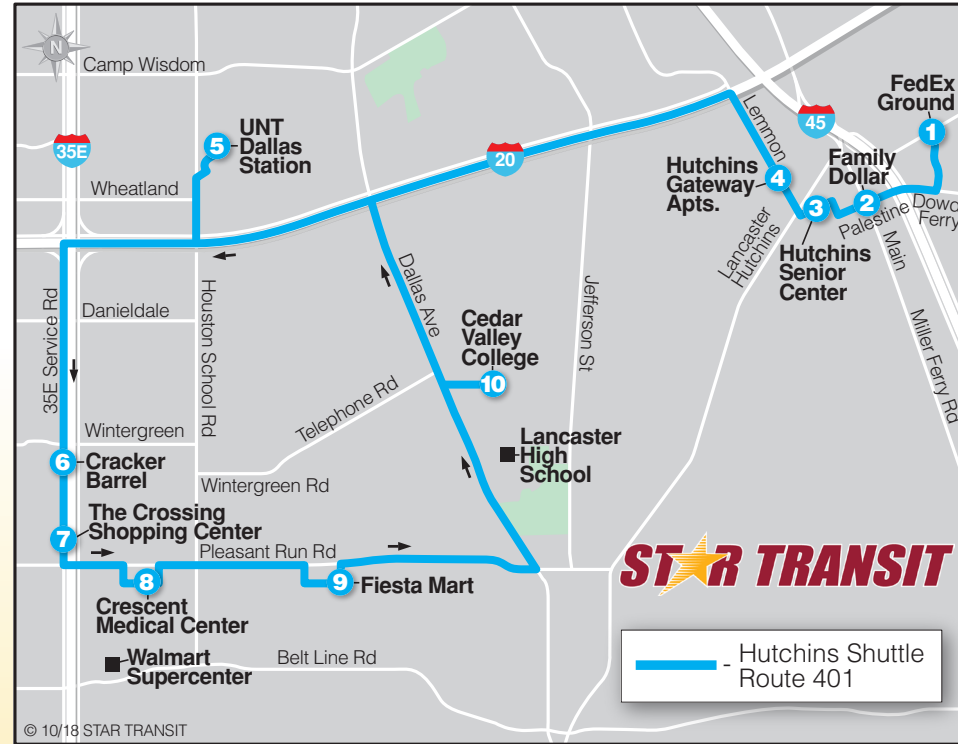 N
Camp Wisdom
35E
5
UNT
Dallas
Station
Wheatland
20
Lemmon
45
FedEx
Ground
1
Hutchins
Gateway
Apts.
4
Family
Dollar
2
3
Hutchins
Senior
Center
Palestine
Dowdy
Ferry
Main
Lancaster
Hutchins
Miller Ferry Rd
35E Service Rd
Danieldale
Houston School Rd
Dallas Ave
Jefferson St
Cedar
Valley
College
10
Telephone Rd
Wintergreen
6
Cracker
Barrel
Wintergreen Rd
Lancaster
High
School
7
The Crossing
Shopping Center
Pleasant Run Rd
8
Crescent
Medical Center
9
Fiesta Mart
STAR TRANSIT
Walmart
Supercenter
Belt Line Rd
- Hutchins Shuttle
Route 401
© 10/18 STAR TRANSIT